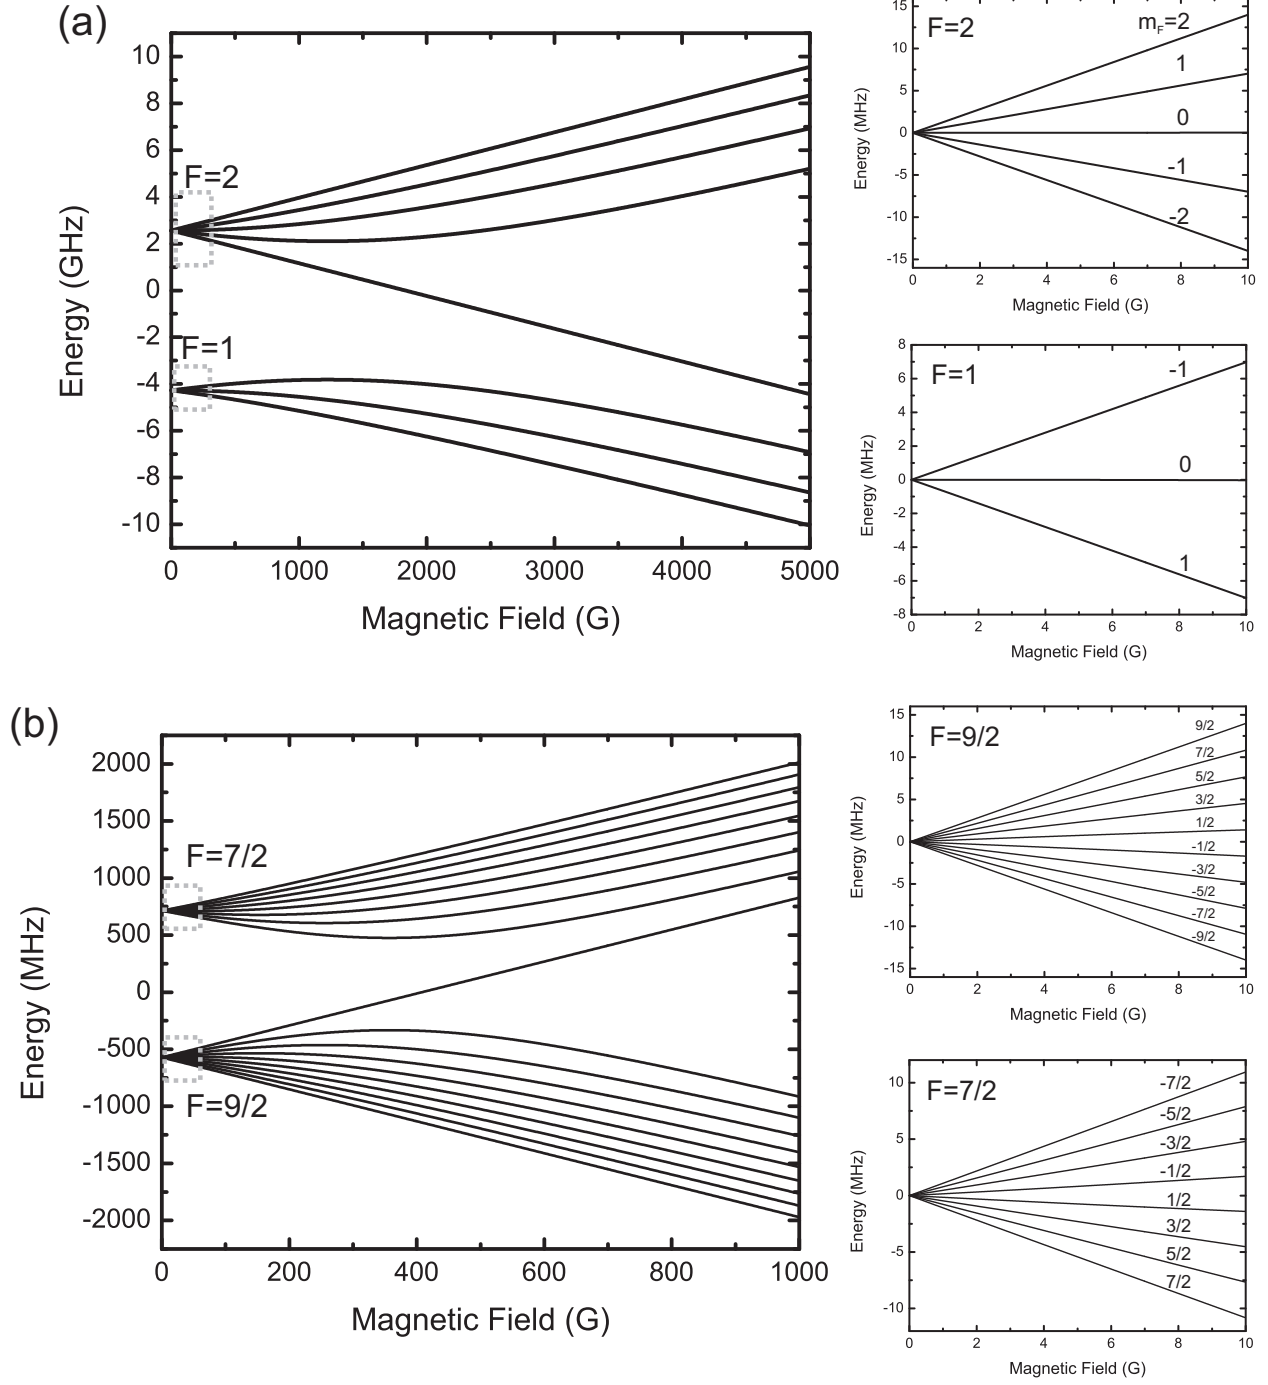 (a)
10
8
6
4
2
0
-2
-4
-6
-8
-10
Energy (GHz)
F=2
F=1
0 1000 2000 3000 4000 5000
Magnetic Field (G)
15
10
5
0
-5
-10
-15
Energy (MHz)
F=2
m_F=2
1
0
-1
-2
0 2 4 6 8 10
Magnetic Field (G)
8
6
4
2
0
-2
-4
-6
-8
Energy (MHz)
F=1
-1
0
1
0 2 4 6 8 10
Magnetic Field (G)
(b)
2000
1500
1000
500
0
-500
-1000
-1500
-2000
Energy (MHz)
F=7/2
F=9/2
0 200 400 600 800 1000
Magnetic Field (G)
15
10
5
0
-5
-10
-15
Energy (MHz)
F=9/2
9/2
7/2
5/2
3/2
1/2
-1/2
-3/2
-5/2
-7/2
-9/2
0 2 4 6 8 10
Magnetic Field (G)
10
5
0
-5
-10
Energy (MHz)
F=7/2
-7/2
-5/2
-3/2
-1/2
1/2
3/2
5/2
7/2
0 2 4 6 8 10
Magnetic Field (G)